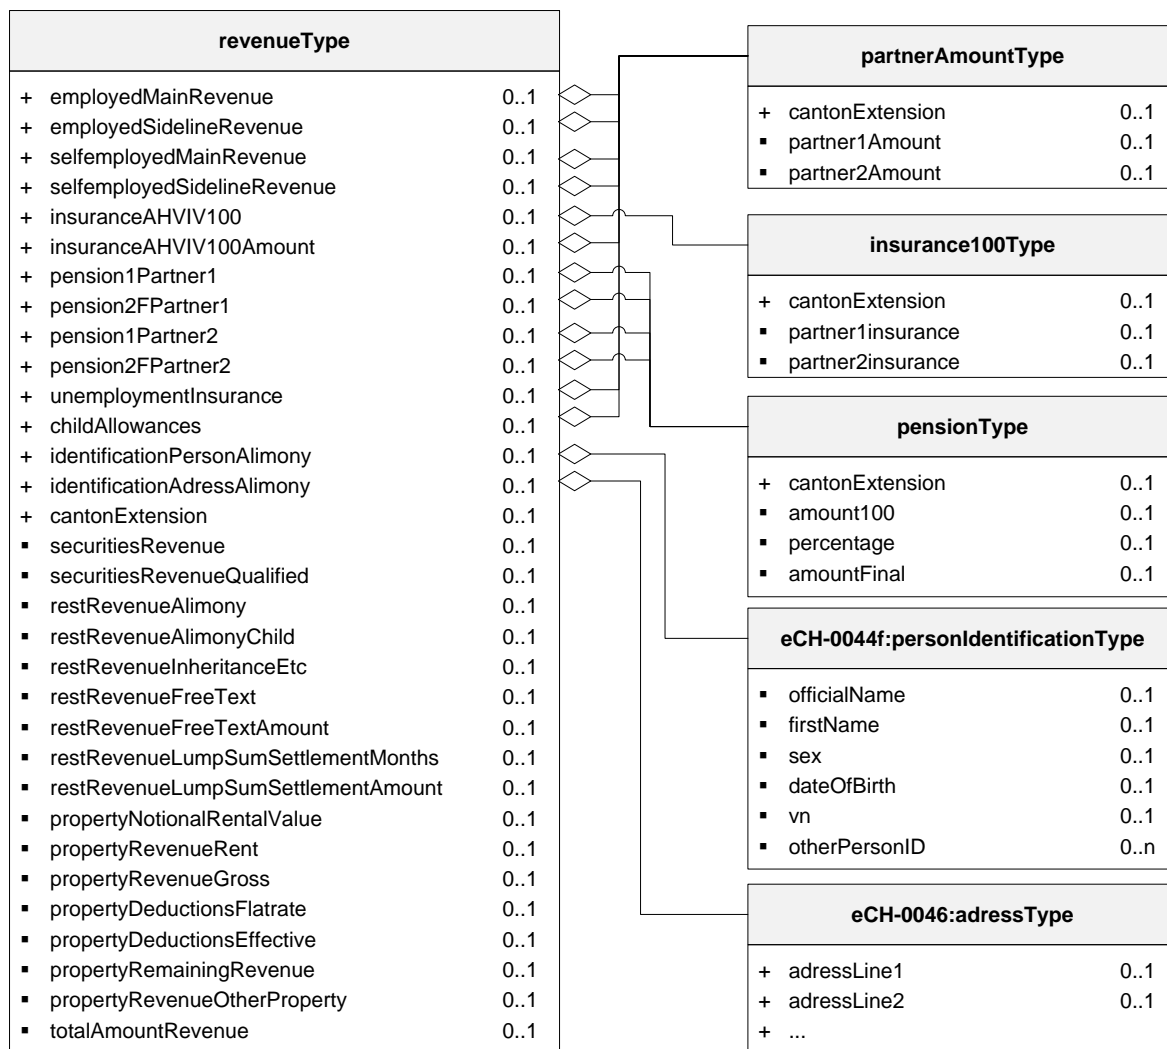 revenueType
+ employedMainRevenue 0..1
+ employedSidelineRevenue 0..1
+ selfemployedMainRevenue 0..1
+ selfemployedSidelineRevenue 0..1
+ insuranceAHVIV100 0..1
+ insuranceAHVIV100Amount 0..1
+ pension1Partner1 0..1
+ pension2FPartner1 0..1
+ pension1Partner2 0..1
+ pension2FPartner2 0..1
+ unemploymentInsurance 0..1
+ childAllowances 0..1
+ identificationPersonAlimony 0..1
+ identificationAdressAlimony 0..1
+ cantonExtension 0..1
▪ securitiesRevenue 0..1
▪ securitiesRevenueQualified 0..1
▪ restRevenueAlimony 0..1
▪ restRevenueAlimonyChild 0..1
▪ restRevenueInheritanceEtc 0..1
▪ restRevenueFreeText 0..1
▪ restRevenueFreeTextAmount 0..1
▪ restRevenueLumpSumSettlementMonths 0..1
▪ restRevenueLumpSumSettlementAmount 0..1
▪ propertyNotionalRentalValue 0..1
▪ propertyRevenueRent 0..1
▪ propertyRevenueGross 0..1
▪ propertyDeductionsFlatrate 0..1
▪ propertyDeductionsEffective 0..1
▪ propertyRemainingRevenue 0..1
▪ propertyRevenueOtherProperty 0..1
▪ totalAmountRevenue 0..1
partnerAmountType
+ cantonExtension 0..1
▪ partner1Amount 0..1
▪ partner2Amount 0..1
insurance100Type
+ cantonExtension 0..1
▪ partner1insurance 0..1
▪ partner2insurance 0..1
pensionType
+ cantonExtension 0..1
▪ amount100 0..1
▪ percentage 0..1
▪ amountFinal 0..1
eCH-0044f:personIdentificationType
▪ officialName 0..1
▪ firstName 0..1
▪ sex 0..1
▪ dateOfBirth 0..1
▪ vn 0..1
▪ otherPersonID 0..n
eCH-0046:adressType
+ adressLine1 0..1
+ adressLine2 0..1
+ ...